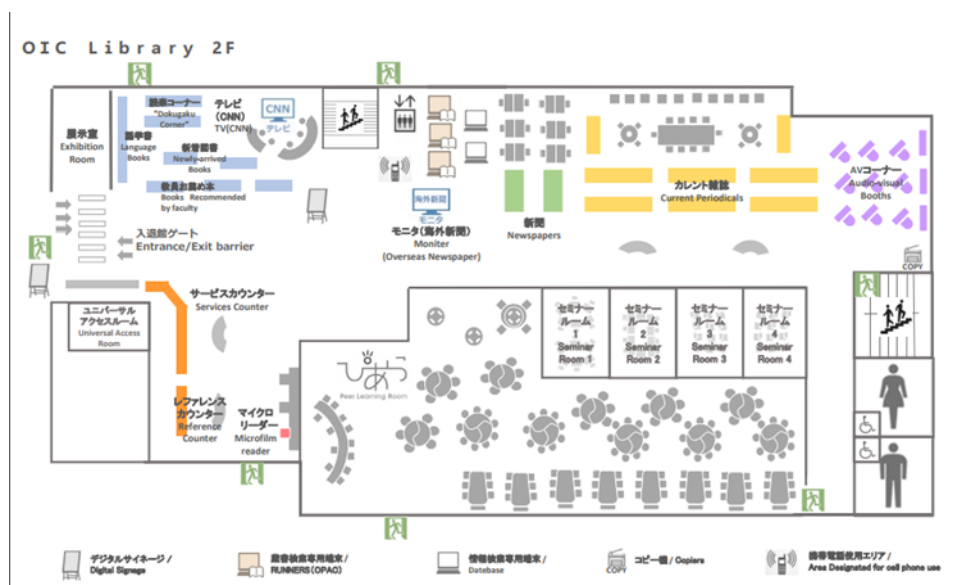 OIC Library 2F
展示室
Exhibition
Room
"Dokugaku
Corner"
語学書
Language
Books
新着図書
Newly-arrived
Books
教員お薦め本
Books Recommended
by faculty
テレビ
(CNN)
TV(CNN)
CNN
テレビ
海外新聞
モニタ
モニタ(海外新聞)
Moniter
(Overseas Newspaper)
新聞
Newspapers
カレント雑誌
Current Periodicals
AVコーナー
Audio-visual
Booths
COPY
入退館ゲート
Entrance/Exit barrier
サービスカウンター
Services Counter
ユニバーサル
アクセスルーム
Universal Access
Room
レファレンス
カウンター
Reference
Counter
マイクロ
リーダー
Microfilm
reader
ぴあら
Peer Learning Room
セミナー
ルーム
1
Seminar
Room 1
セミナー
ルーム
2
Seminar
Room 2
セミナー
ルーム
3
Seminar
Room 3
セミナー
ルーム
4
Seminar
Room 4
デジタルサイネージ /
Digital Signage
蔵書検索専用端末 /
RUNNERS(OPAC)
情報検索専用端末 /
Datebase
COPY
コピー機 / Copiers
携帯電話使用エリア /
Area Designated for cell phone use